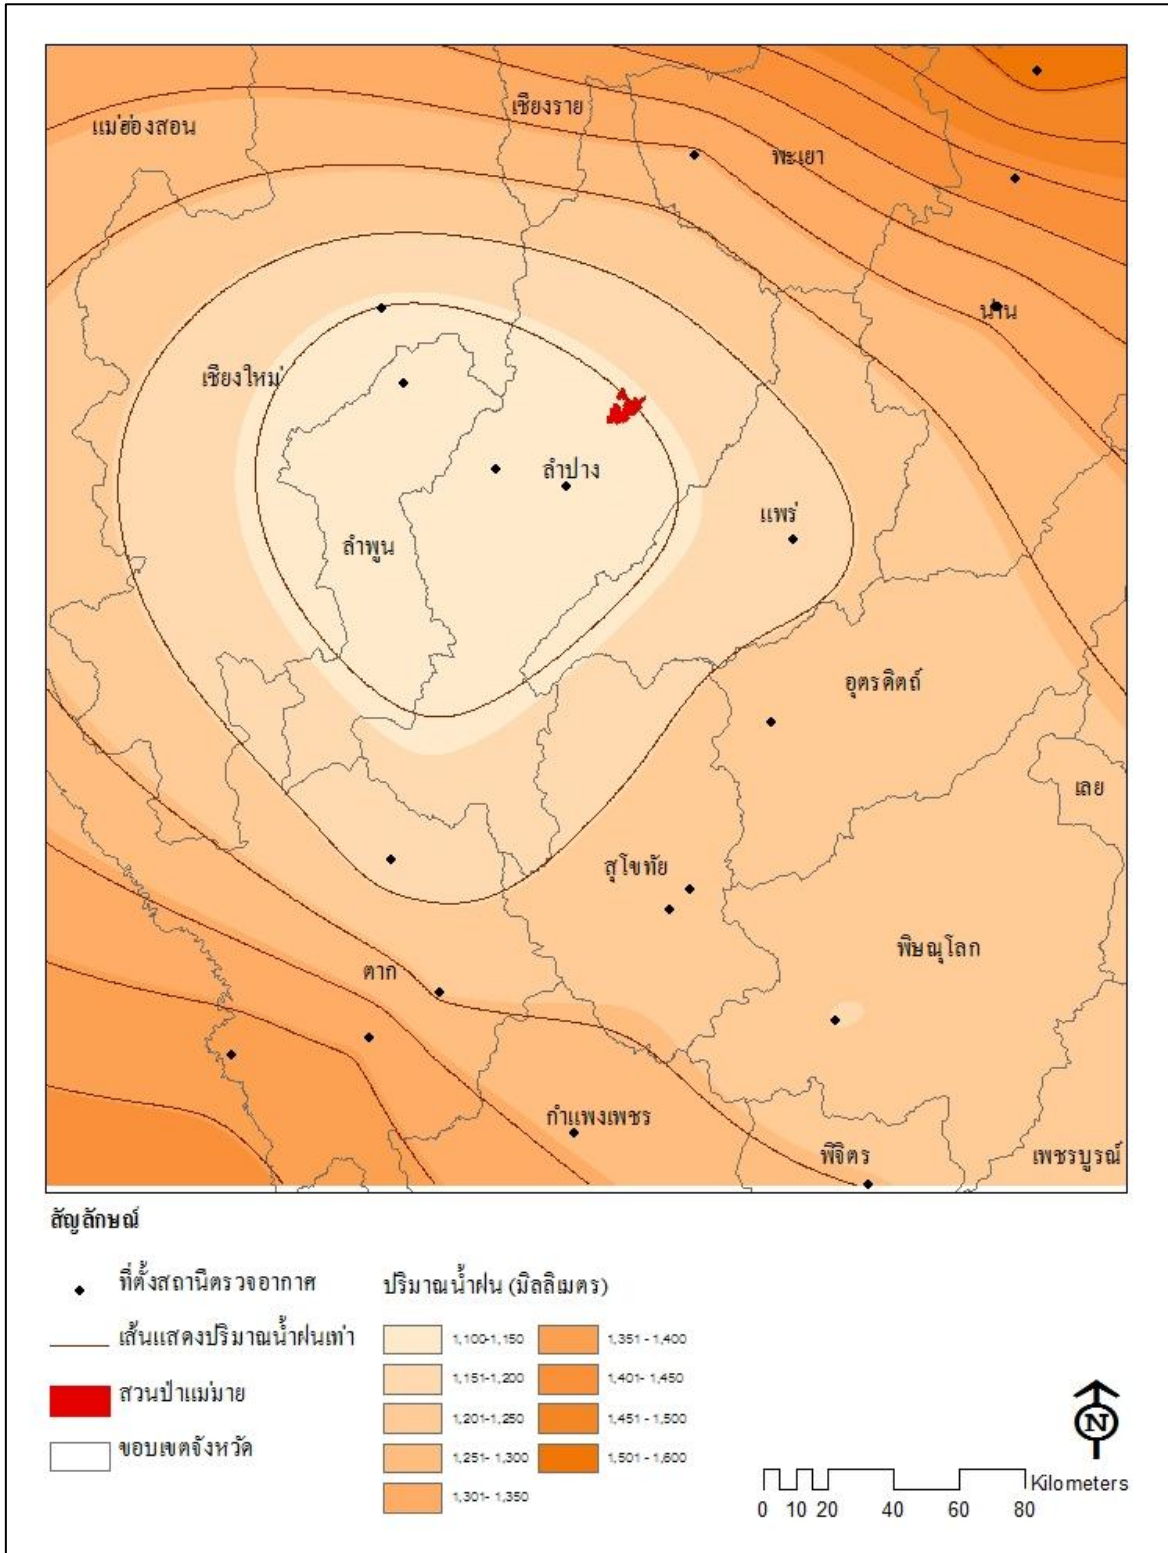 เชียงราย
แม่ฮ่องสอน
พะเยา
น่าน
เชียงใหม่
ลำปาง
แพร่
ลำพูน
อุตรดิตถ์
เลย
สุโขทัย
พิษณุโลก
ตาก
กำแพงเพชร
พิจิตร
เพชรบูรณ์
สัญลักษณ์
ที่ตั้งสถานีตรวจอากาศ
เส้นแสดงปริมาณน้ำฝนเท่า
สวนป่าแม่มาย
ขอบเขตจังหวัด
ปริมาณน้ำฝน (มิลลิเมตร)
1,100-1,150
1,151-1,200
1,201-1,250
1,251- 1,300
1,301- 1,350
1,351 - 1,400
1,401- 1,450
1,451 - 1,500
1,501 - 1,600
N
Kilometers
0 10 20 40 60 80